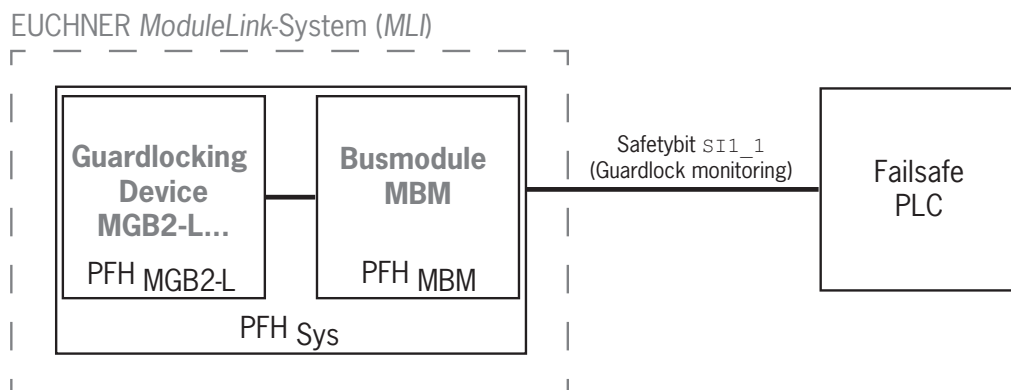 EUCHNER ModuleLink-System (MLI)
Guardlocking
Device
MGB2-L...
PFH MGB2-L
Busmodule
MBM
PFH MBM
PFH Sys
Safetybit SI1_1
(Guardlock monitoring)
Failsafe
PLC